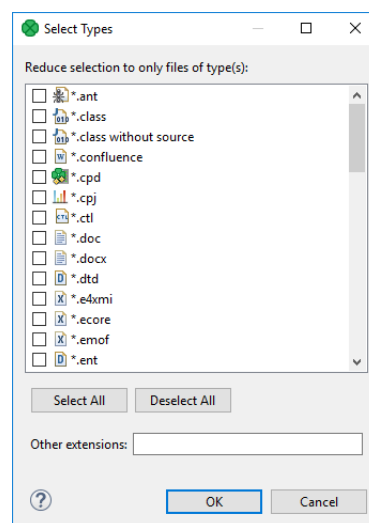 Select Types
Reduce selection to only files of type(s):
*.ant
*.class
*.class without source
*.confluence
*.cpd
*.cpj
*.ctl
*.doc
*.docx
*.dtd
*.e4xmi
*.ecore
*.emof
*.ent
Select All Deselect All
Other extensions:
OK Cancel